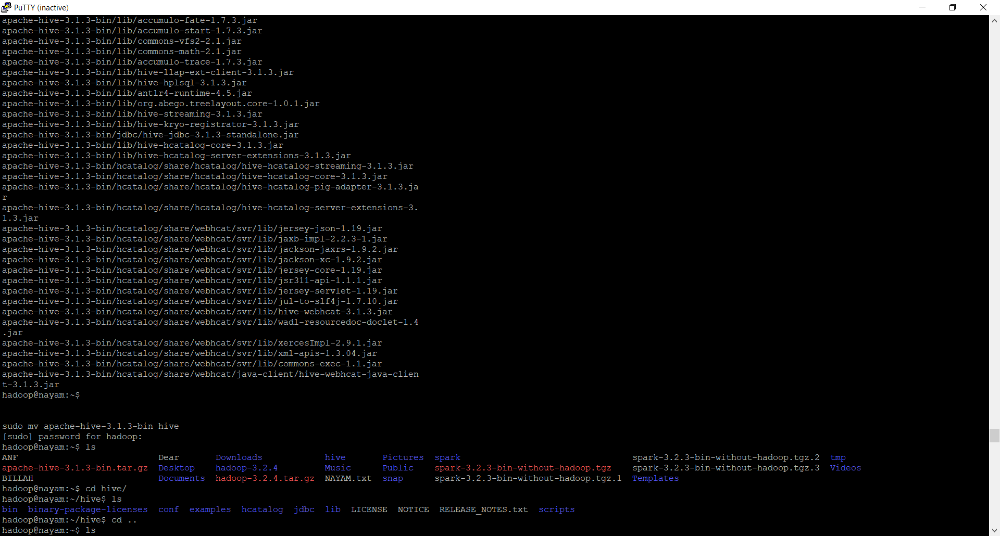 PuTTY (inactive)
apache-hive-3.1.3-bin/lib/accumulo-fate-1.7.3.jar
apache-hive-3.1.3-bin/lib/accumulo-start-1.7.3.jar
apache-hive-3.1.3-bin/lib/commons-vfs2-2.1.jar
apache-hive-3.1.3-bin/lib/commons-math-2.1.jar
apache-hive-3.1.3-bin/lib/accumulo-trace-1.7.3.jar
apache-hive-3.1.3-bin/lib/hive-llap-ext-client-3.1.3.jar
apache-hive-3.1.3-bin/lib/hive-hplsql-3.1.3.jar
apache-hive-3.1.3-bin/lib/antlr4-runtime-4.5.jar
apache-hive-3.1.3-bin/lib/org.abego.treelayout.core-1.0.1.jar
apache-hive-3.1.3-bin/lib/hive-streaming-3.1.3.jar
apache-hive-3.1.3-bin/lib/hive-kryo-registrator-3.1.3.jar
apache-hive-3.1.3-bin/jdbc/hive-jdbc-3.1.3-standalone.jar
apache-hive-3.1.3-bin/lib/hive-hcatalog-core-3.1.3.jar
apache-hive-3.1.3-bin/lib/hive-hcatalog-server-extensions-3.1.3.jar
apache-hive-3.1.3-bin/hcatalog/share/hcatalog/hive-hcatalog-streaming-3.1.3.jar
apache-hive-3.1.3-bin/hcatalog/share/hcatalog/hive-hcatalog-core-3.1.3.jar
apache-hive-3.1.3-bin/hcatalog/share/hcatalog/hive-hcatalog-pig-adapter-3.1.3.ja
r
apache-hive-3.1.3-bin/hcatalog/share/hcatalog/hive-hcatalog-server-extensions-3.
1.3.jar
apache-hive-3.1.3-bin/hcatalog/share/webhcat/svr/lib/jersey-json-1.19.jar
apache-hive-3.1.3-bin/hcatalog/share/webhcat/svr/lib/jaxb-impl-2.2.3-1.jar
apache-hive-3.1.3-bin/hcatalog/share/webhcat/svr/lib/jackson-jaxrs-1.9.2.jar
apache-hive-3.1.3-bin/hcatalog/share/webhcat/svr/lib/jackson-xc-1.9.2.jar
apache-hive-3.1.3-bin/hcatalog/share/webhcat/svr/lib/jersey-core-1.19.jar
apache-hive-3.1.3-bin/hcatalog/share/webhcat/svr/lib/jsr311-api-1.1.1.jar
apache-hive-3.1.3-bin/hcatalog/share/webhcat/svr/lib/jersey-servlet-1.19.jar
apache-hive-3.1.3-bin/hcatalog/share/webhcat/svr/lib/jul-to-slf4j-1.7.10.jar
apache-hive-3.1.3-bin/hcatalog/share/webhcat/svr/lib/hive-webhcat-3.1.3.jar
apache-hive-3.1.3-bin/hcatalog/share/webhcat/svr/lib/wadl-resourcedoc-doclet-1.4
.jar
apache-hive-3.1.3-bin/hcatalog/share/webhcat/svr/lib/xercesImpl-2.9.1.jar
apache-hive-3.1.3-bin/hcatalog/share/webhcat/svr/lib/xml-apis-1.3.04.jar
apache-hive-3.1.3-bin/hcatalog/share/webhcat/svr/lib/commons-exec-1.1.jar
apache-hive-3.1.3-bin/hcatalog/share/webhcat/java-client/hive-webhcat-java-clien
t-3.1.3.jar
hadoop@nayam:~$
sudo mv apache-hive-3.1.3-bin hive
[sudo] password for hadoop:
hadoop@nayam:~$ ls
ANF Dear Downloads hive Pictures spark spark-3.2.3-bin-without-hadoop.tgz.2 tmp
apache-hive-3.1.3-bin.tar.gz Desktop hadoop-3.2.4 Music Public spark-3.2.3-bin-without-hadoop.tgz spark-3.2.3-bin-without-hadoop.tgz.3 Videos
BILLAH Documents hadoop-3.2.4.tar.gz NAYAM.txt snap spark-3.2.3-bin-without-hadoop.tgz.1 Templates
hadoop@nayam:~$ cd hive/
hadoop@nayam:~/hive$ ls
bin binary-package-licenses conf examples hcatalog jdbc lib LICENSE NOTICE RELEASE_NOTES.txt scripts
hadoop@nayam:~/hive$ cd ..
hadoop@nayam:~$ ls